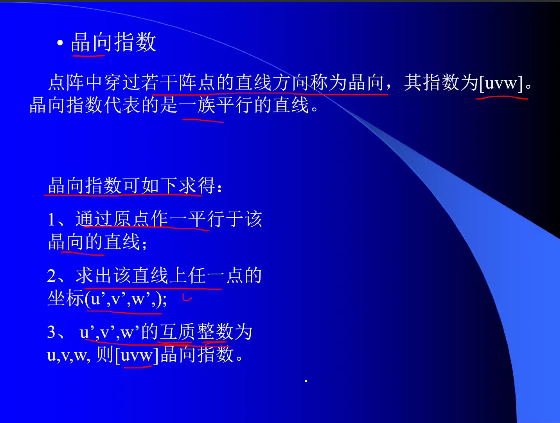 • 晶向指数
点阵中穿过若干阵点的直线方向称为晶向，其指数为[uvw]。
晶向指数代表的是一族平行的直线。
晶向指数可如下求得：
1、通过原点作一平行于该
晶向的直线；
2、求出该直线上任一点的
坐标(u’,v’,w’,);
3、 u’,v’,w’的互质整数为
u,v,w, 则[uvw]晶向指数。